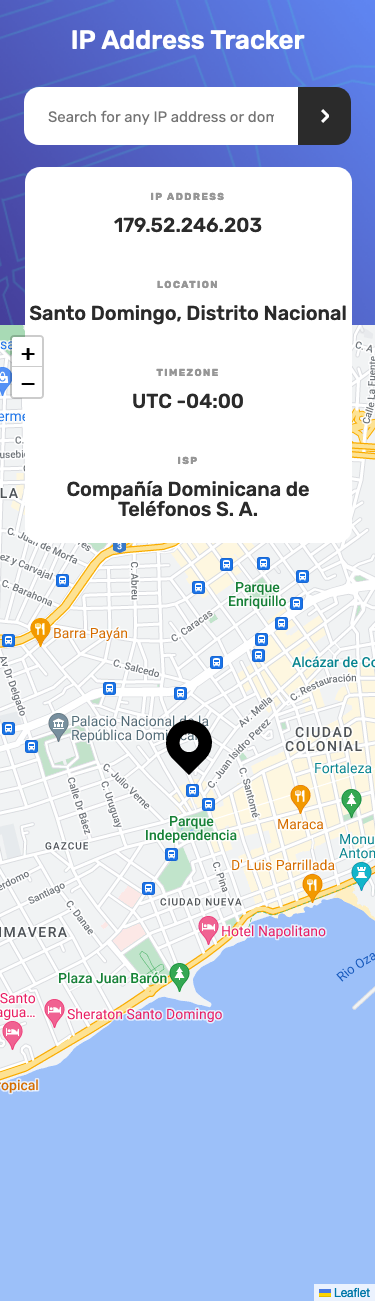 IP Address Tracker
Search for any IP address or don
IP ADDRESS
179.52.246.203
LOCATION
Santo Domingo, Distrito Nacional
TIMEZONE
UTC -04:00
ISP
Compañía Dominicana de
Teléfonos S. A.
+
−
C. A
Calle La Fuente
LA
3
C. Juan de Morfa
ez y Carvajal
C. Barahona
C. Abreu
Parque
Enriquillo
C. Caracas
Barra Payán
Av Dr Delgado
C. Salcedo
Alcázar de Co
C. Restauración
Palacio Nacional de la
República Domi
Av. Mella
C. Juan Isidro Perez
CIUDAD
COLONIAL
Fortaleza
C. Julio Verne
C. Uruguay
Calle Dr Báez
C. Santomé
Parque
Independencia
Maraca
Monu
Anton
GAZCUE
D' Luis Parrillada
Santiago
C. Pina
C. Danae
CIUDAD NUEVA
IMAVERA
Hotel Napolitano
Rio Oza
Plaza Juan Barón
Santo
agua...
Sheraton Santo Domingo
ropical
Leaflet